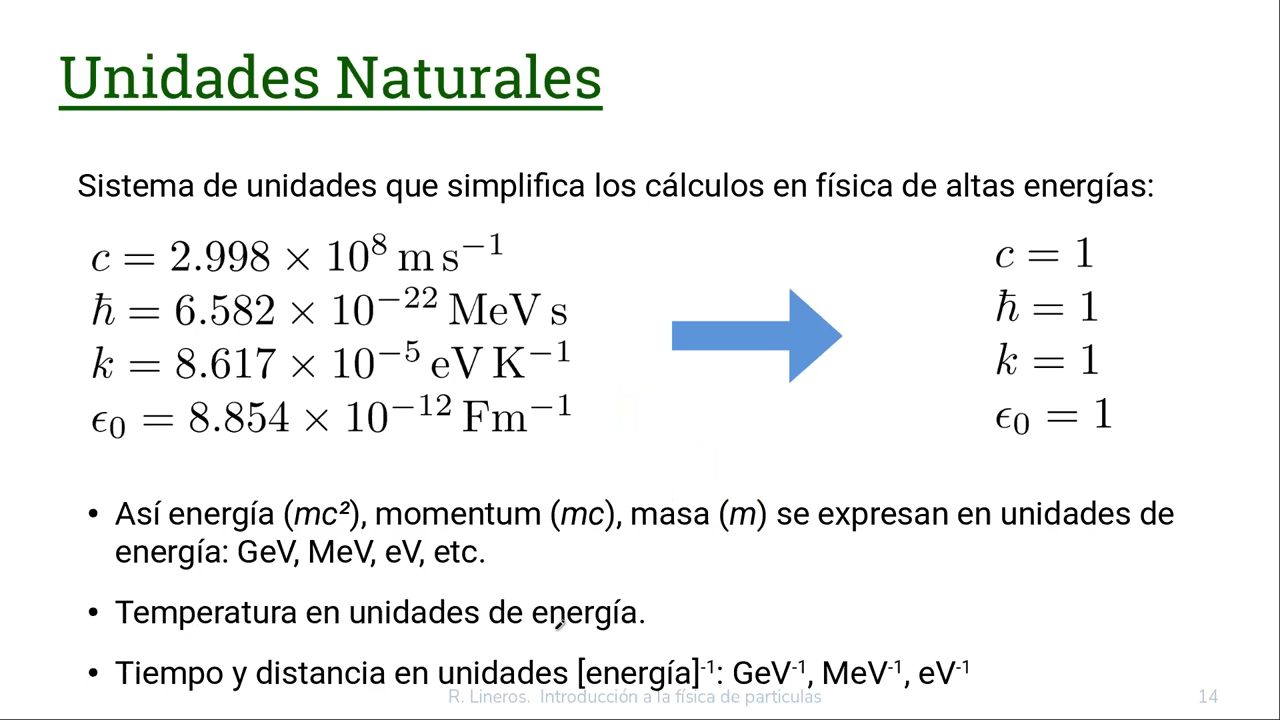 Unidades Naturales
Sistema de unidades que simplifica los cálculos en física de altas energías:
c = 2.998 × 10⁸ m s⁻¹
ℏ = 6.582 × 10⁻²² MeV s
k = 8.617 × 10⁻⁵ eV K⁻¹
ϵ₀ = 8.854 × 10⁻¹² Fm⁻¹
c = 1
ℏ = 1
k = 1
ϵ₀ = 1
• Así energía (mc²), momentum (mc), masa (m) se expresan en unidades de
energía: GeV, MeV, eV, etc.
• Temperatura en unidades de energía.
• Tiempo y distancia en unidades [energía]⁻¹: GeV⁻¹, MeV⁻¹, eV⁻¹
R. Lineros. Introducción a la física de particulas
14